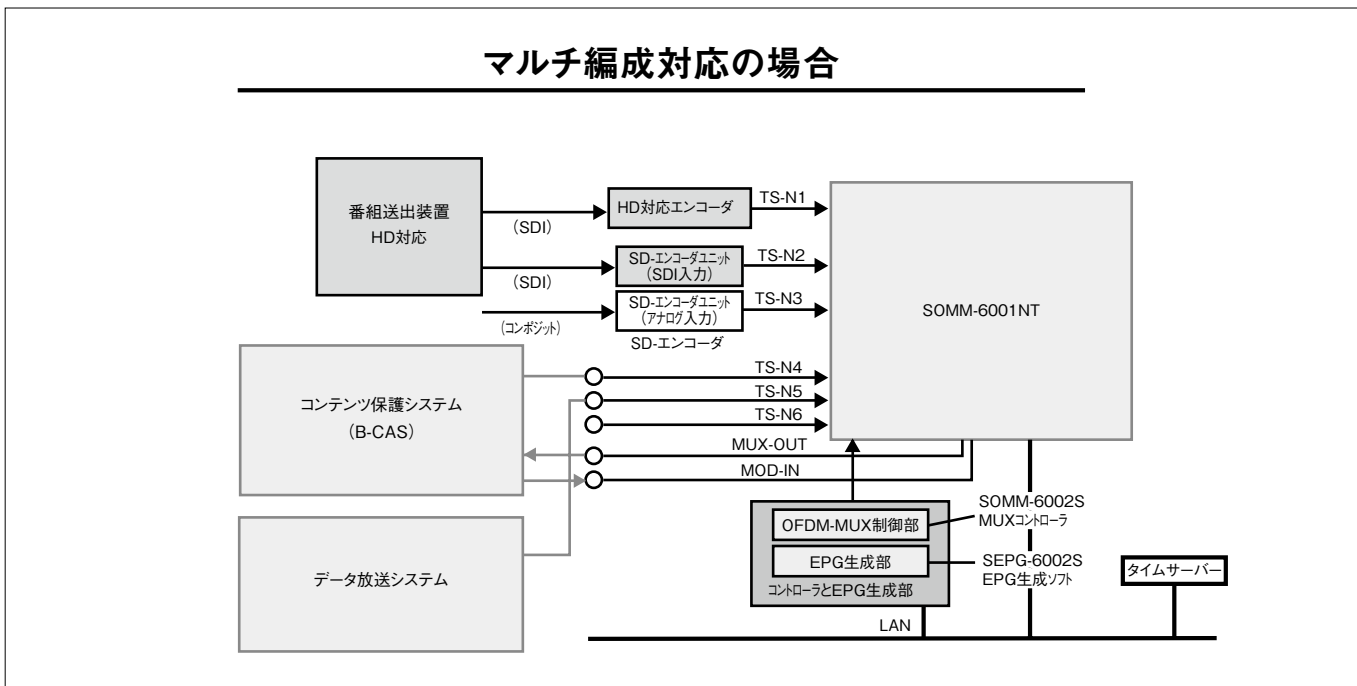 マルチ編成対応の場合
番組送出装置
HD対応
(SDI)
HD対応エンコーダ
TS-N1
(SDI)
SD-エンコーダユニット
(SDI入力)
TS-N2
(コンポジット)
SD-エンコーダユニット
(アナログ入力)
TS-N3
SD-エンコーダ
SOMM-6001NT
コンテンツ保護システム
(B-CAS)
TS-N4
TS-N5
TS-N6
MUX-OUT
MOD-IN
データ放送システム
OFDM-MUX制御部
EPG生成部
コントローラとEPG生成部
SOMM-6002S
MUXコントローラ
SEPG-6002S
EPG生成ソフト
タイムサーバー
LAN